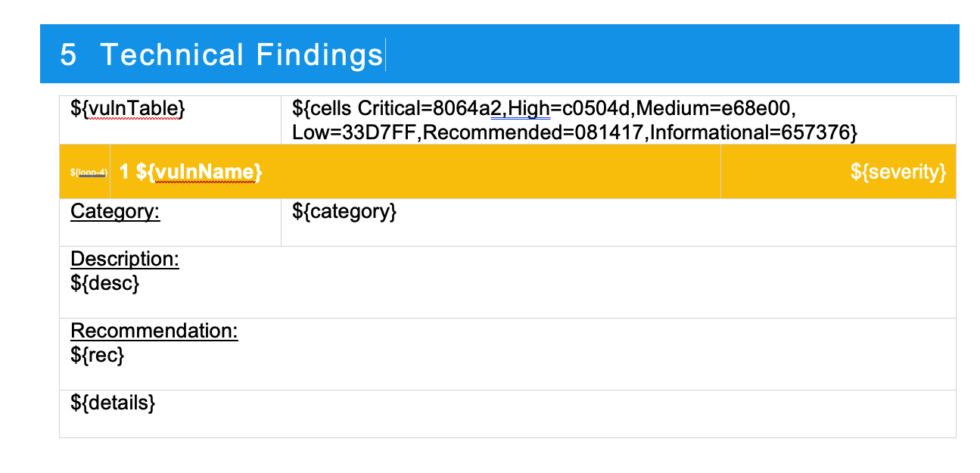 5 Technical Findings
${vulnTable}
${cells Critical=8064a2,High=c0504d,Medium=e68e00,
Low=33D7FF,Recommended=081417,Informational=657376}
${loop-4} 1 ${vulnName} ${severity}
Category: ${category}
Description:
${desc}
Recommendation:
${rec}
${details}